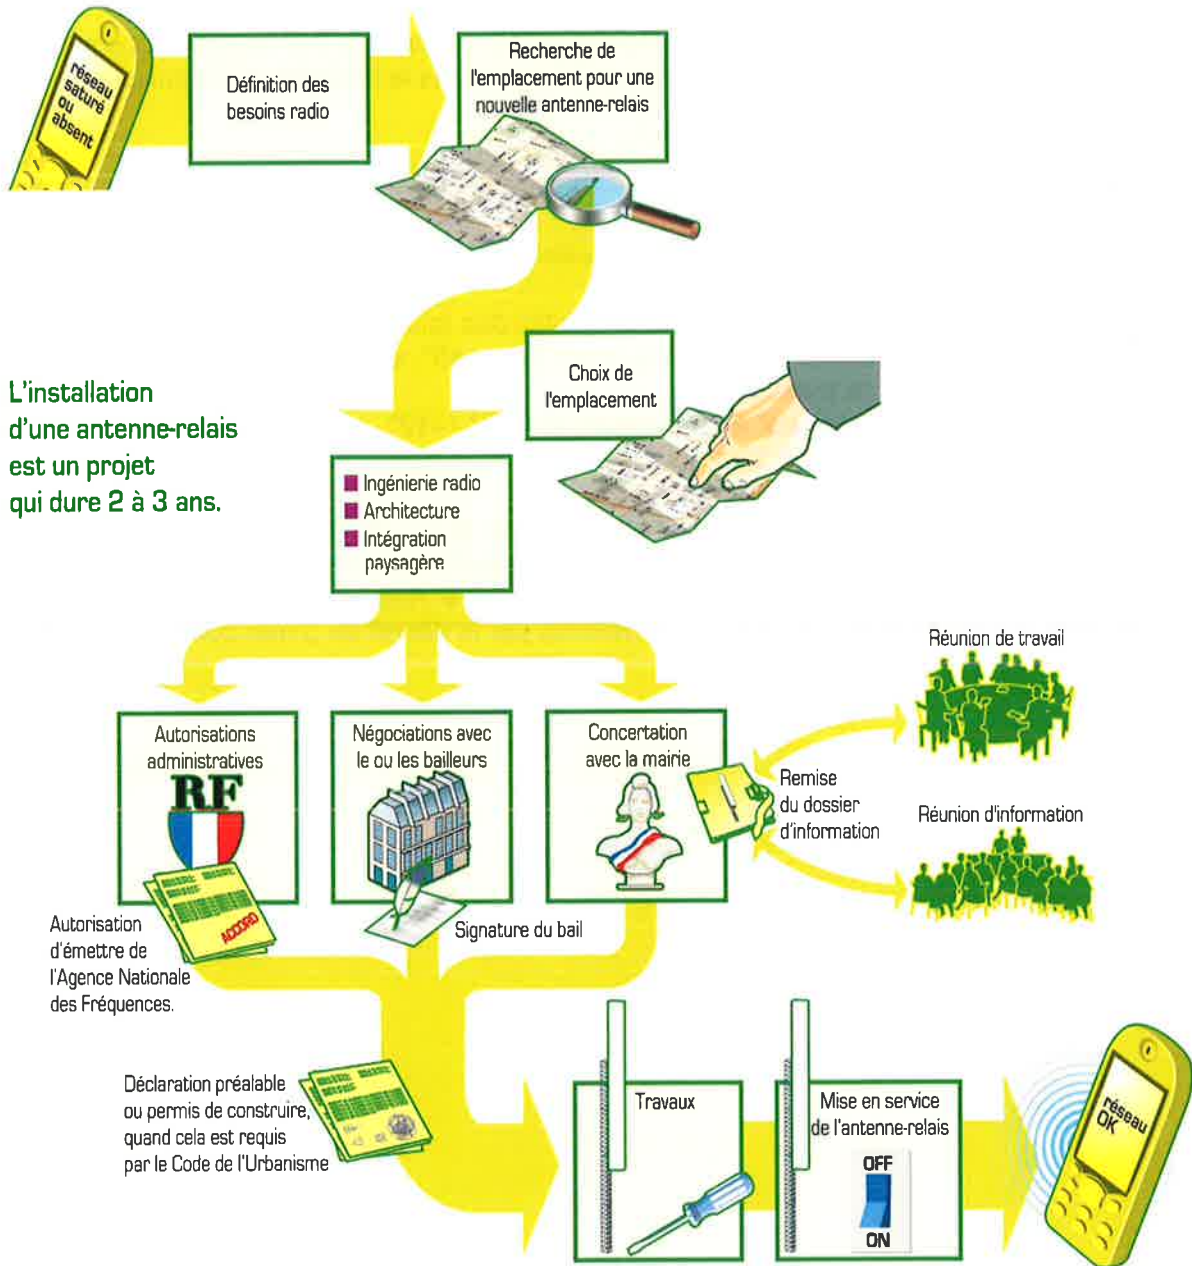 réseau
saturé
ou
absent
Définition des
besoins radio
Recherche de
l'emplacement pour une
nouvelle antenne-relais
Choix de
l'emplacement
L'installation
d'une antenne-relais
est un projet
qui dure 2 à 3 ans.
Ingénierie radio
Architecture
Intégration
paysagère
Autorisations
administratives
RF
Négociations avec
le ou les bailleurs
Concertation
avec la mairie
Réunion de travail
Remise
du dossier
d'information
Réunion d'information
ACCORD
Autorisation
d'émettre de
l'Agence Nationale
des Fréquences.
Signature du bail
Déclaration préalable
ou permis de construire,
quand cela est requis
par le Code de l'Urbanisme
Travaux
Mise en service
de l'antenne-relais
OFF
ON
réseau
OK